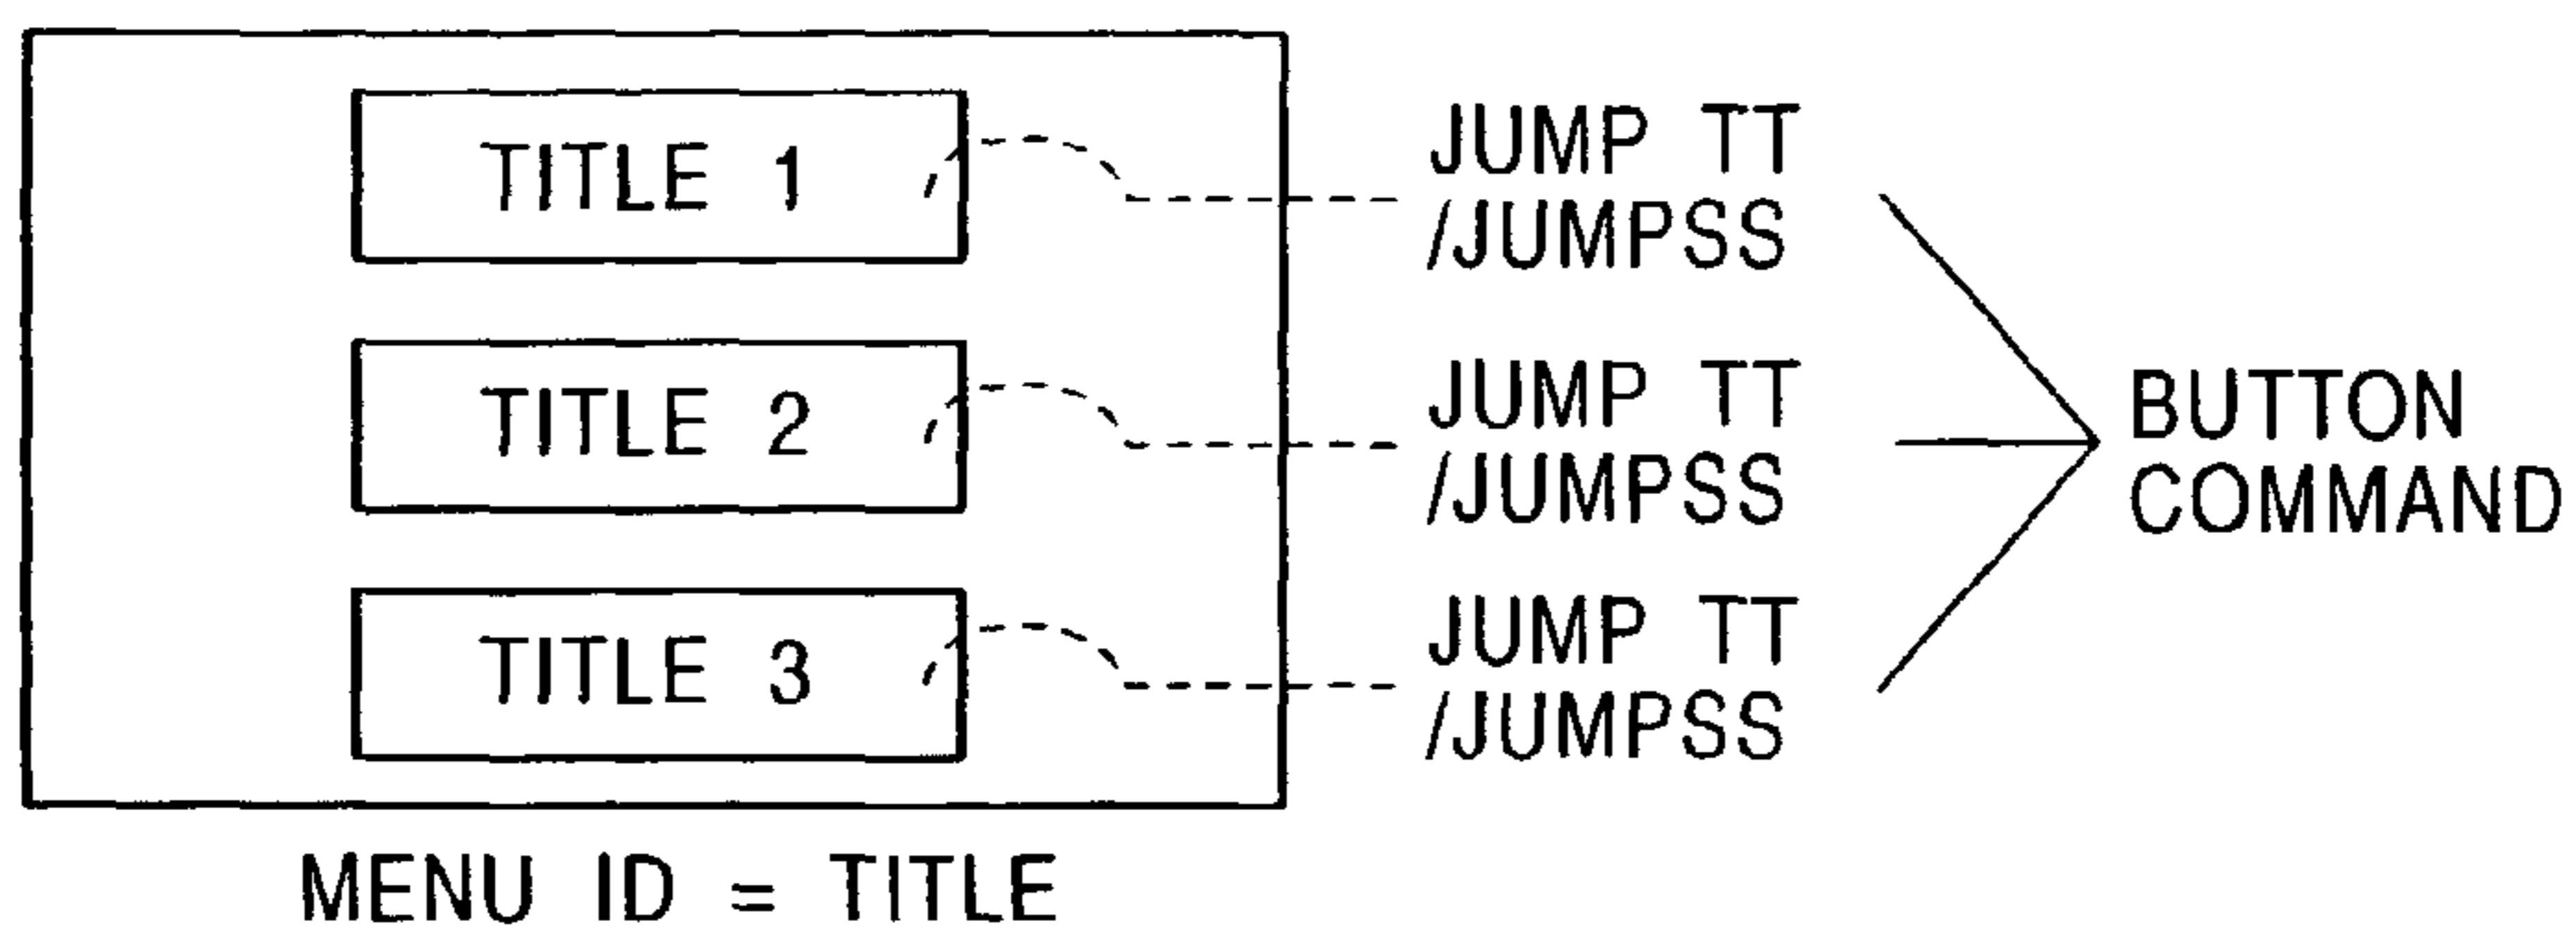 TITLE 1
JUMP TT
/JUMPSS
TITLE 2
JUMP TT
/JUMPSS
BUTTON
COMMAND
TITLE 3
JUMP TT
/JUMPSS
MENU ID = TITLE